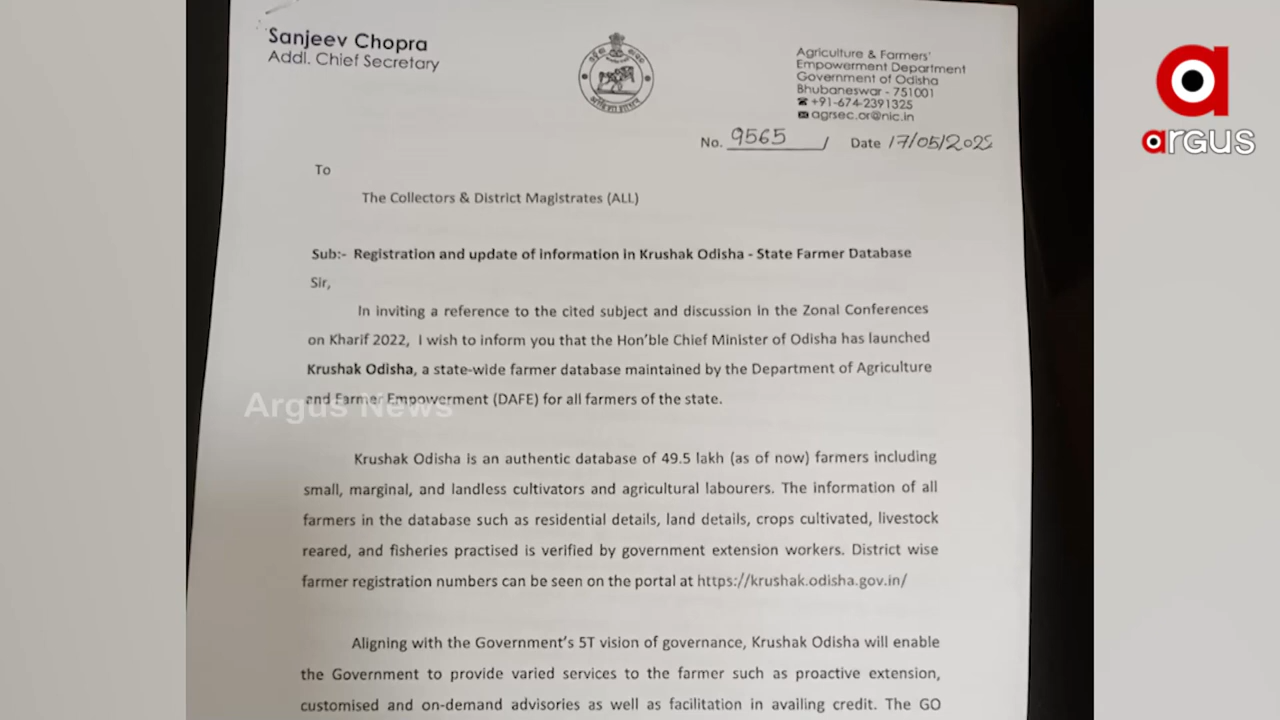 Sanjeev Chopra
Addl. Chief Secretary
Agriculture & Farmers'
Empowerment Department
Government of Odisha
Bhubaneswar - 751001
☎ +91-674-2391325
✉ agrsec.or@nic.in
argus
No. 9565 / Date 17/05/2022
To
The Collectors & District Magistrates (ALL)
Sub:- Registration and update of information in Krushak Odisha - State Farmer Database
Sir,
In inviting a reference to the cited subject and discussion in the Zonal Conferences
on Kharif 2022, I wish to inform you that the Hon'ble Chief Minister of Odisha has launched
Krushak Odisha, a state-wide farmer database maintained by the Department of Agriculture
and Farmer Empowerment (DAFE) for all farmers of the state.
Argus News
Krushak Odisha is an authentic database of 49.5 lakh (as of now) farmers including
small, marginal, and landless cultivators and agricultural labourers. The information of all
farmers in the database such as residential details, land details, crops cultivated, livestock
reared, and fisheries practised is verified by government extension workers. District wise
farmer registration numbers can be seen on the portal at https://krushak.odisha.gov.in/
Aligning with the Government's 5T vision of governance, Krushak Odisha will enable
the Government to provide varied services to the farmer such as proactive extension,
customised and on-demand advisories as well as facilitation in availing credit. The GO